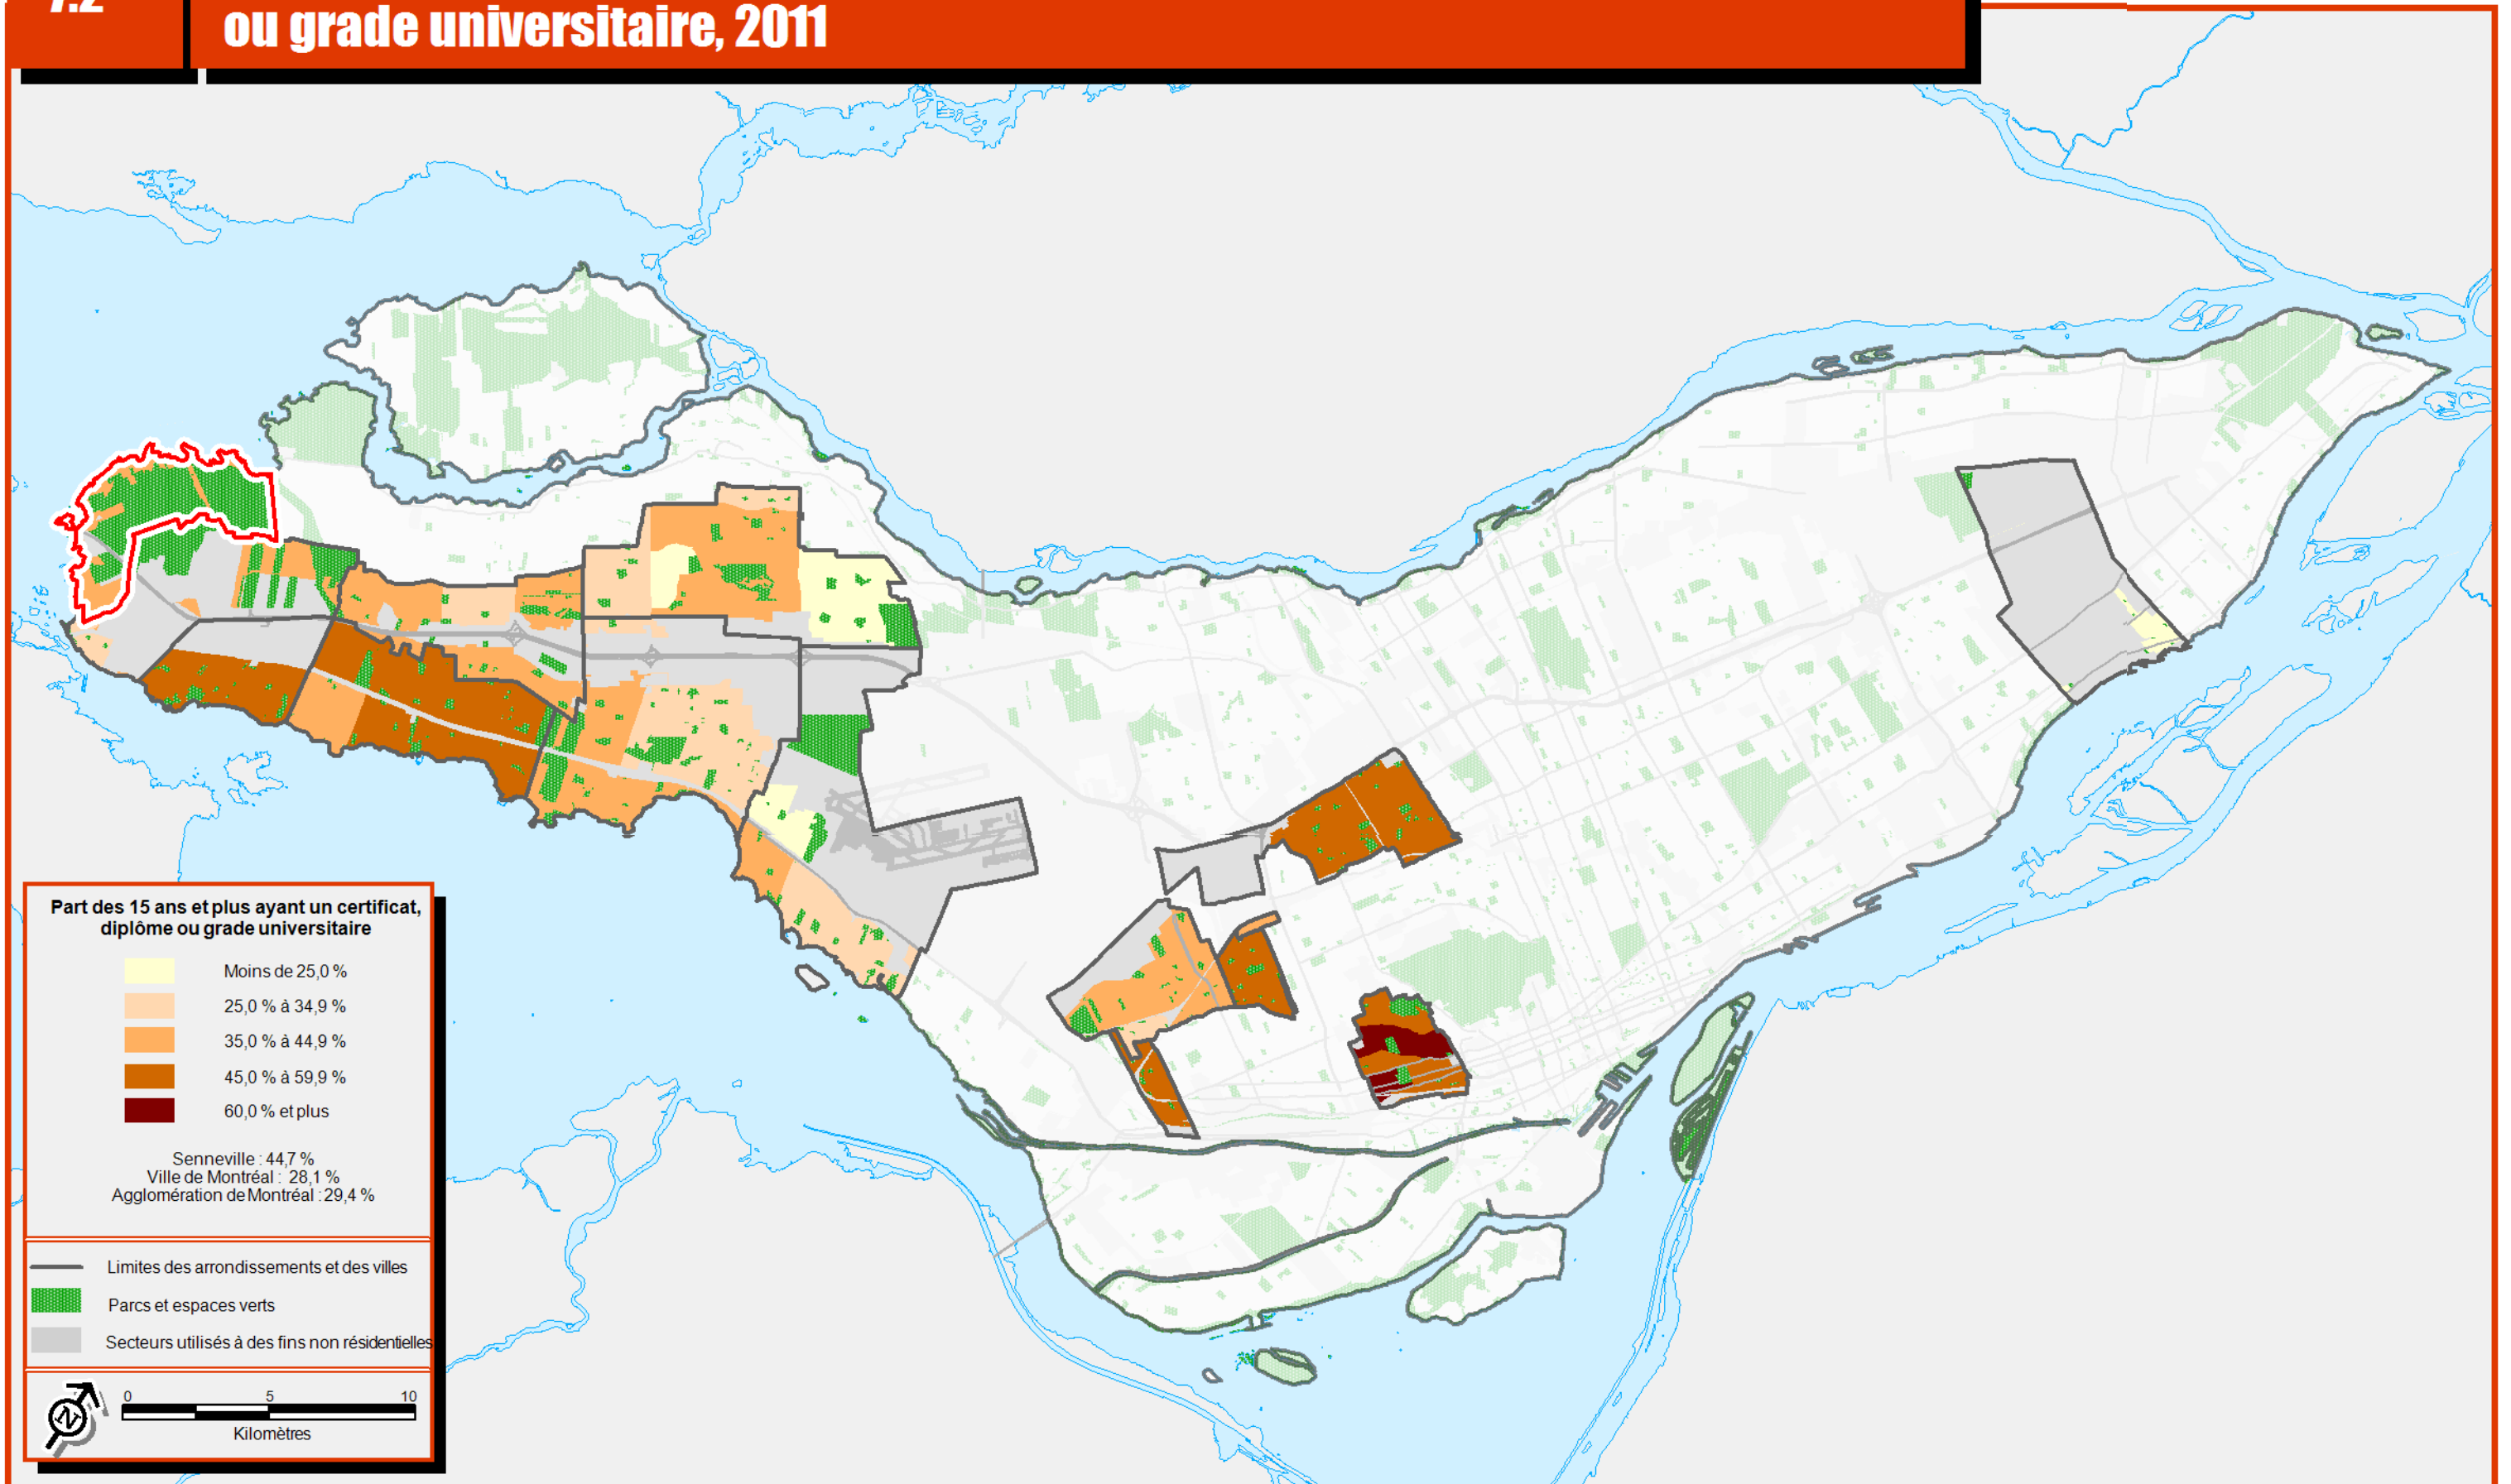 7.2
ou grade universitaire, 2011
Part des 15 ans et plus ayant un certificat,
diplôme ou grade universitaire
Moins de 25,0 %
25,0 % à 34,9 %
35,0 % à 44,9 %
45,0 % à 59,9 %
60,0 % et plus
Senneville : 44,7 %
Ville de Montréal : 28,1 %
Agglomération de Montréal : 29,4 %
Limites des arrondissements et des villes
Parcs et espaces verts
Secteurs utilisés à des fins non résidentielles
N
0 5 10
Kilomètres